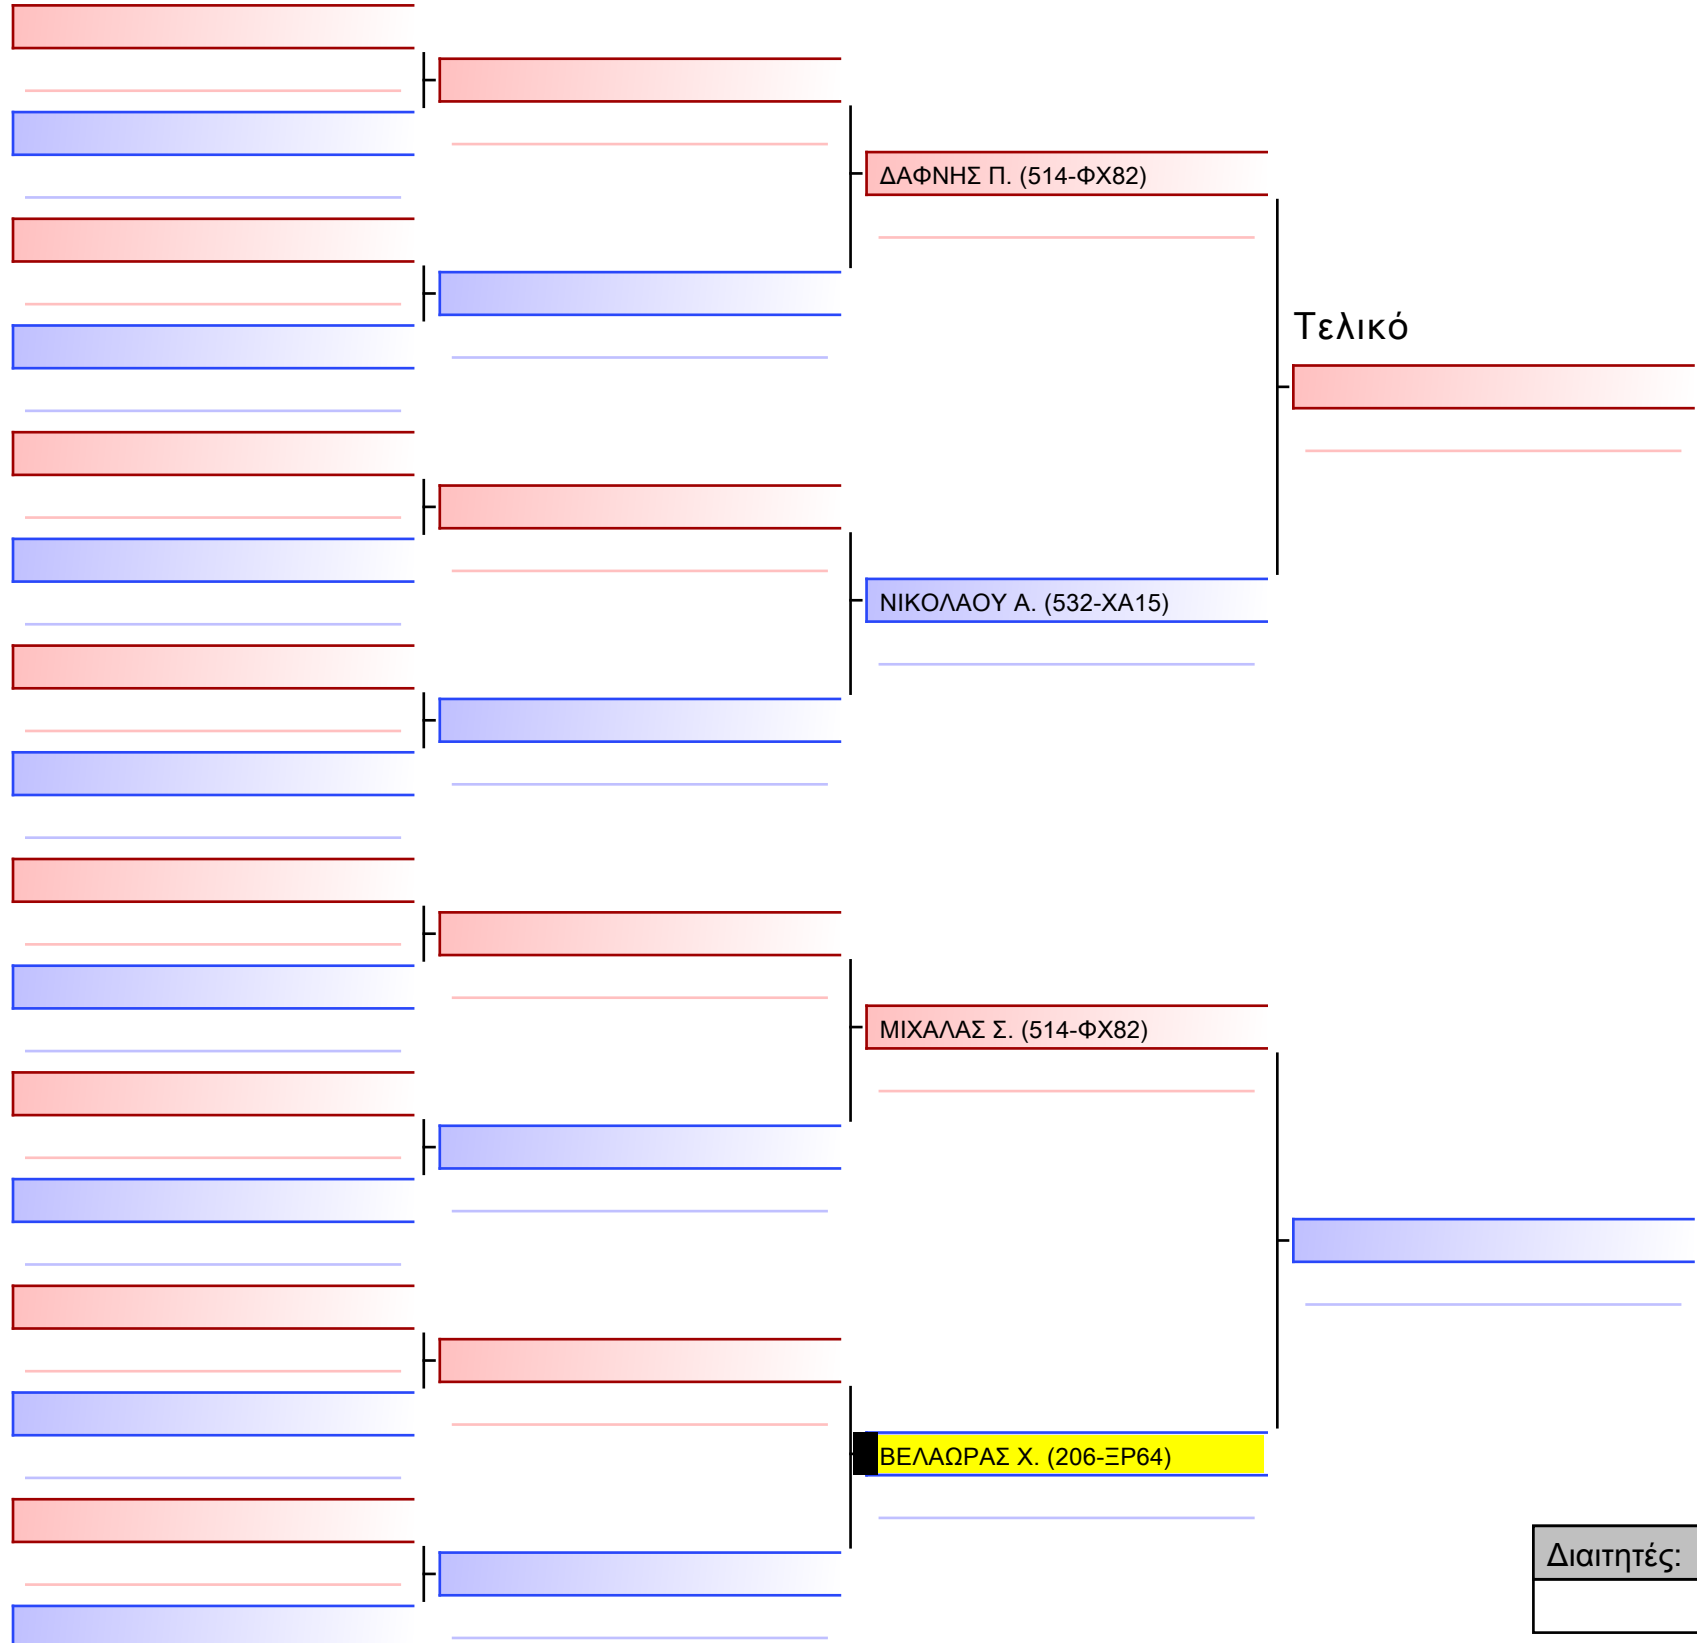 ΔΑΦΝΗΣ Π. (514-ΦΧ82)
Τελικό
ΝΙΚΟΛΑΟΥ Α. (532-ΧΑ15)
ΜΙΧΑΛΑΣ Σ. (514-ΦΧ82)
ΒΕΛΑΩΡΑΣ Χ. (206-ΞΡ64)
Διαιτητές: